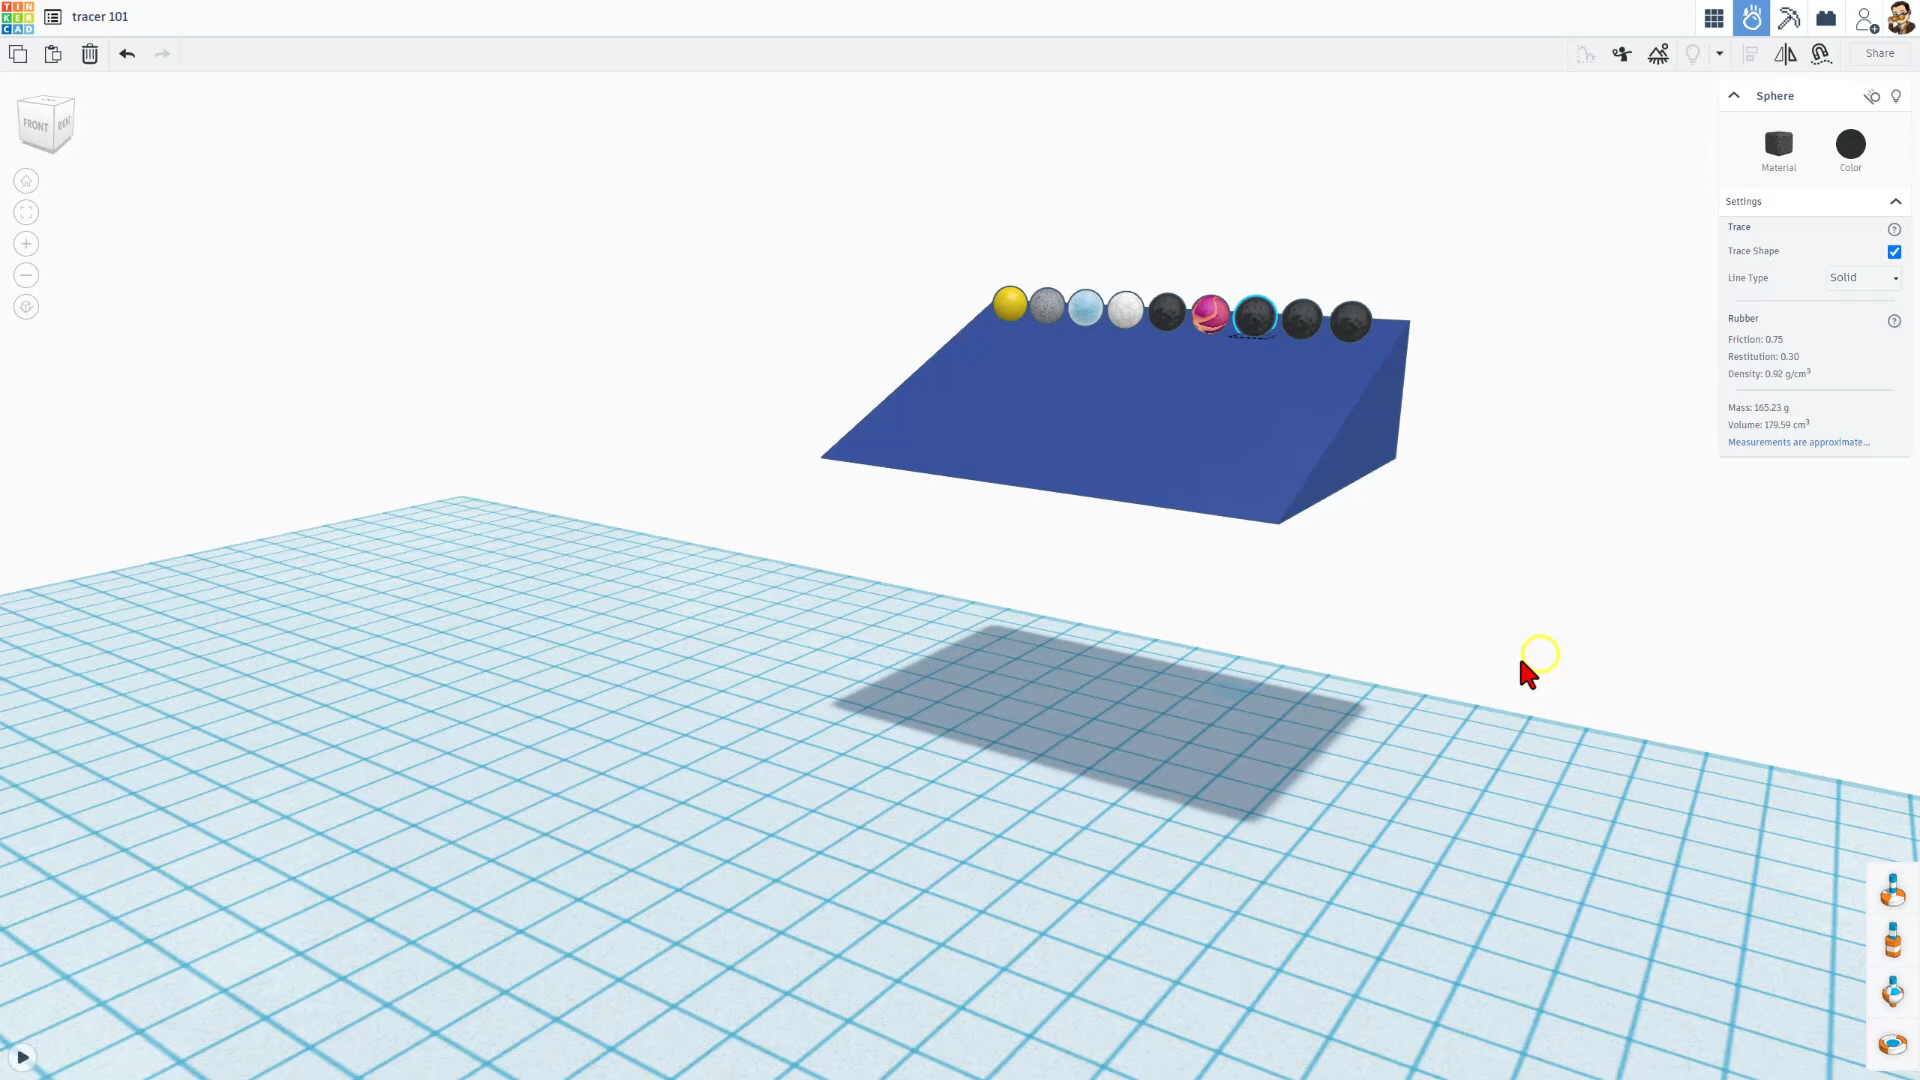 TIN
KER
CAD
tracer 101
Share
FRONT
RIGHT
Sphere
Material
Color
Settings
Trace
Trace Shape
Line Type
Solid
Rubber
Friction: 0.75
Restitution: 0.30
Density: 0.92 g/cm³
Mass: 165.23 g
Volume: 179.59 cm³
Measurements are approximate...